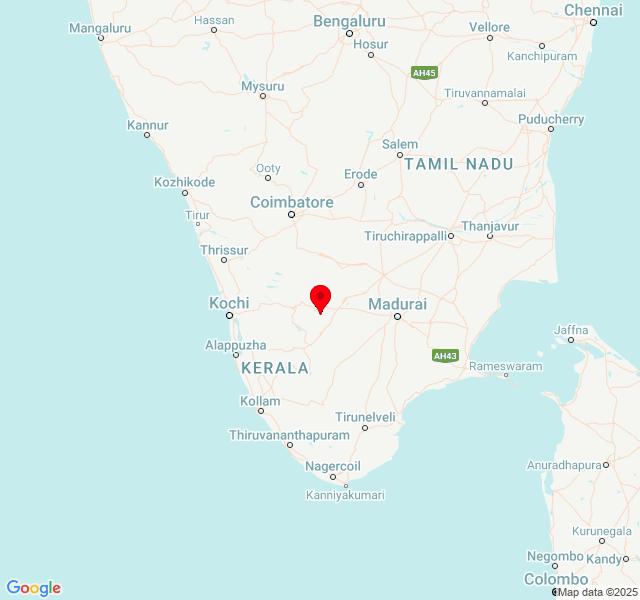 Chennai
Hassan
Bengaluru
Mangaluru
Vellore
Hosur
Kanchipuram
AH45
Mysuru
Tiruvannamalai
Puducherry
Kannur
Salem
TAMIL NADU
Ooty
Erode
Kozhikode
Coimbatore
Tirur
Thanjavur
Tiruchirappalli
Thrissur
Kochi
Madurai
Jaffna
Alappuzha
AH43
KERALA
Rameswaram
Kollam
Tirunelveli
Thiruvananthapuram
Nagercoil
Anuradhapura
Kanniyakumari
Kurunegala
Negombo
Kandy
Colombo
Google
Map data ©2025